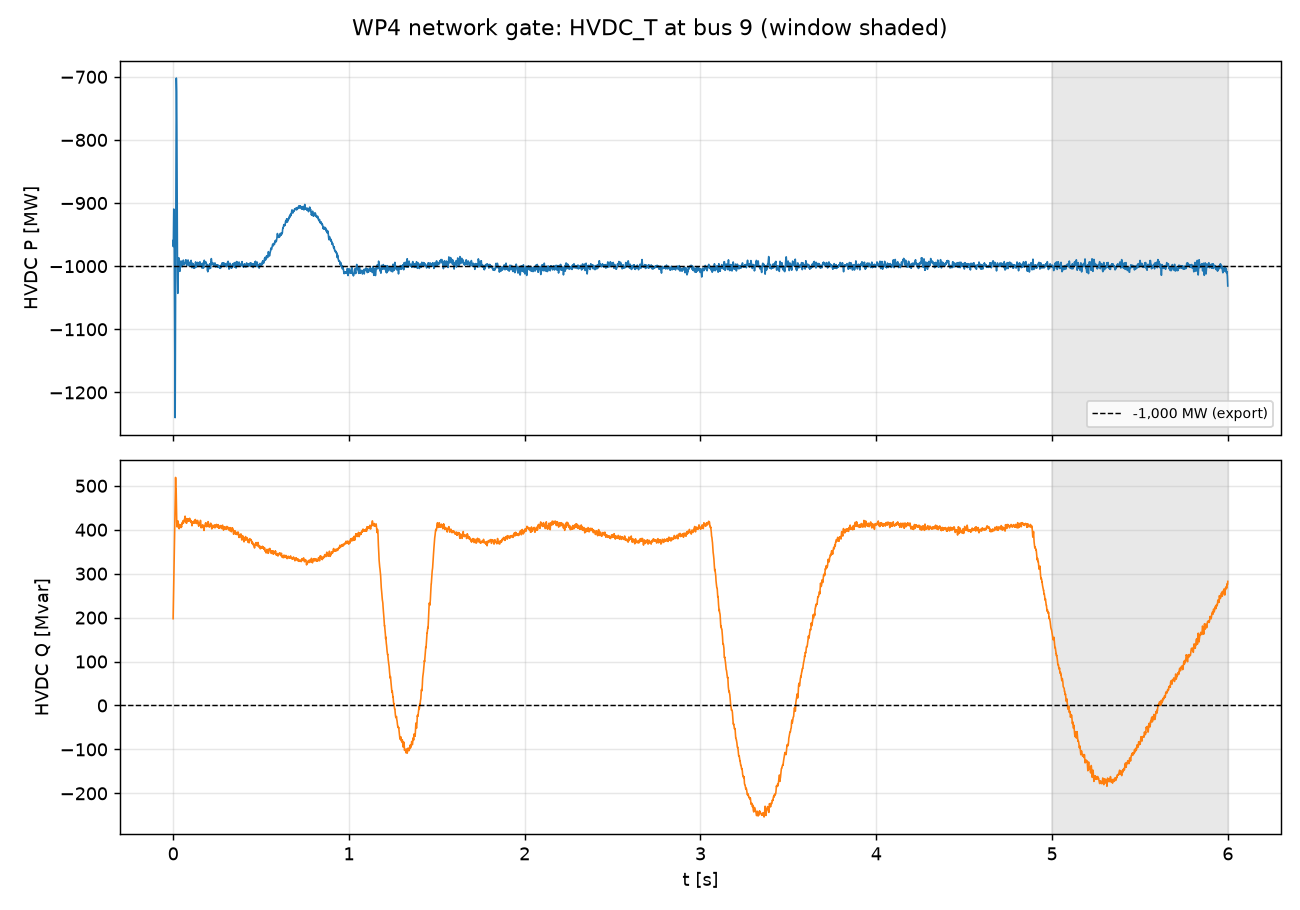 WP4 network gate: HVDC_T at bus 9 (window shaded)
HVDC P [MW]
−700
−800
−900
−1000
−1100
−1200
-1,000 MW (export)
HVDC Q [Mvar]
500
400
300
200
100
0
−100
−200
0 1 2 3 4 5 6
t [s]